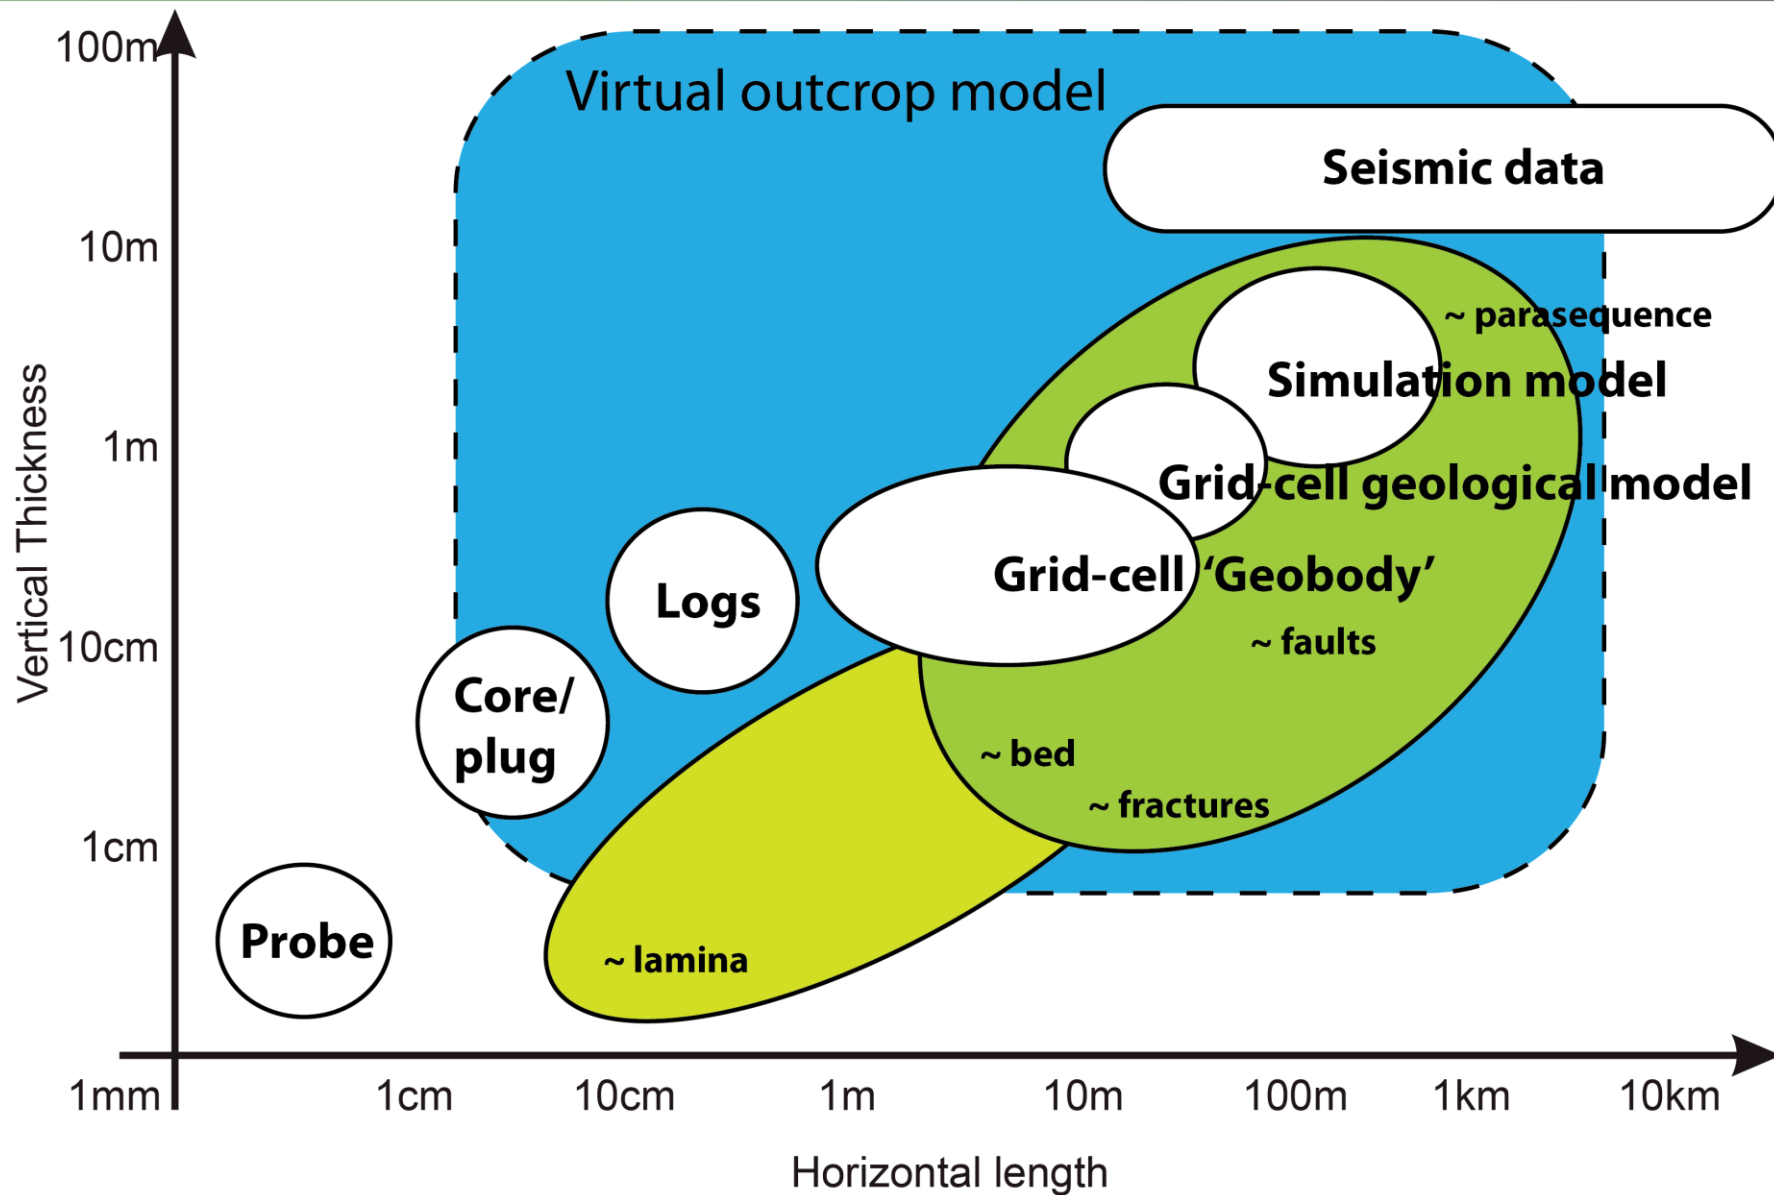 100m
Virtual outcrop model
Seismic data
10m
~ parasequence
Simulation model
1m
Grid-cell geological model
Grid-cell 'Geobody'
Logs
~ faults
10cm
Core/
plug
~ bed
~ fractures
1cm
Probe
~ lamina
Vertical Thickness
1mm 1cm 10cm 1m 10m 100m 1km 10km
Horizontal length